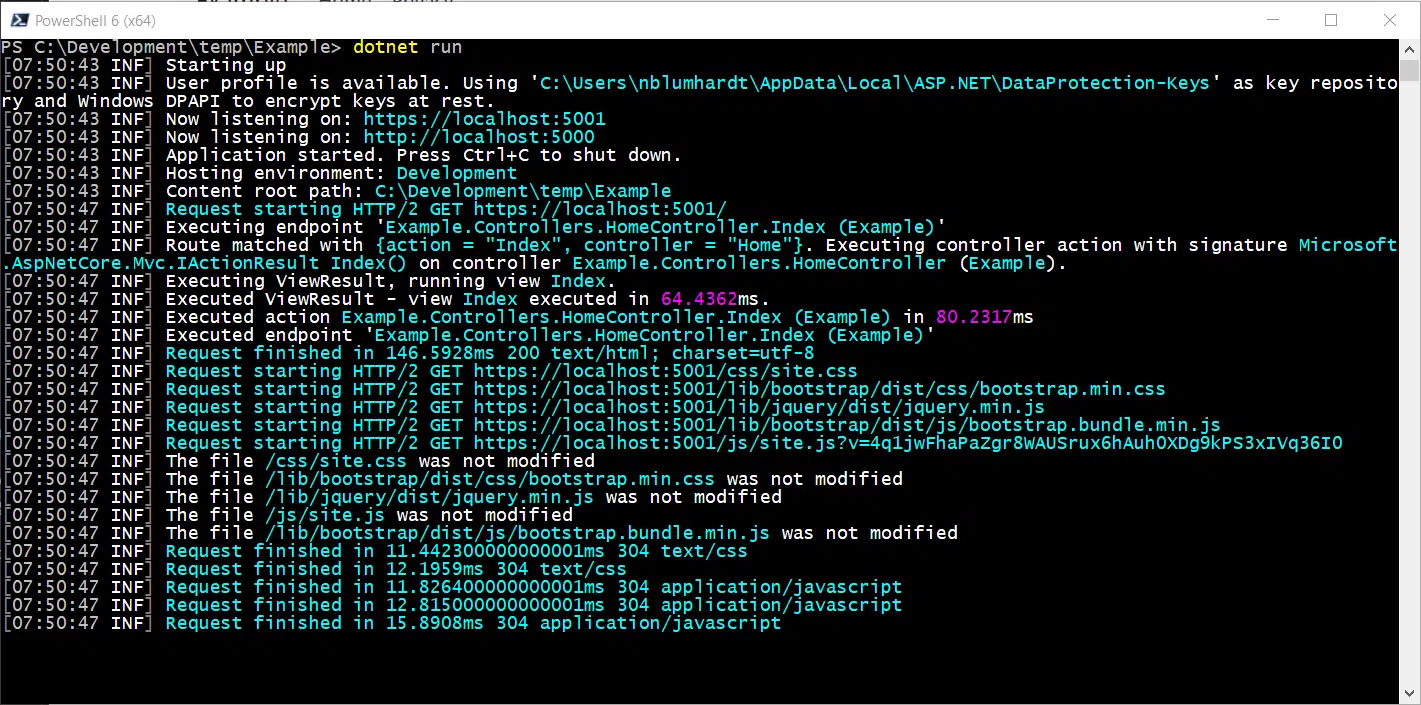 PowerShell 6 (x64)
PS C:\Development\temp\Example> dotnet run
[07:50:43 INF] Starting up
[07:50:43 INF] User profile is available. Using 'C:\Users\nblumhardt\AppData\Local\ASP.NET\DataProtection-Keys' as key reposito
ry and Windows DPAPI to encrypt keys at rest.
[07:50:43 INF] Now listening on: https://localhost:5001
[07:50:43 INF] Now listening on: http://localhost:5000
[07:50:43 INF] Application started. Press Ctrl+C to shut down.
[07:50:43 INF] Hosting environment: Development
[07:50:43 INF] Content root path: C:\Development\temp\Example
[07:50:47 INF] Request starting HTTP/2 GET https://localhost:5001/
[07:50:47 INF] Executing endpoint 'Example.Controllers.HomeController.Index (Example)'
[07:50:47 INF] Route matched with {action = "Index", controller = "Home"}. Executing controller action with signature Microsoft
.AspNetCore.Mvc.IActionResult Index() on controller Example.Controllers.HomeController (Example).
[07:50:47 INF] Executing ViewResult, running view Index.
[07:50:47 INF] Executed ViewResult - view Index executed in 64.4362ms.
[07:50:47 INF] Executed action Example.Controllers.HomeController.Index (Example) in 80.2317ms
[07:50:47 INF] Executed endpoint 'Example.Controllers.HomeController.Index (Example)'
[07:50:47 INF] Request finished in 146.5928ms 200 text/html; charset=utf-8
[07:50:47 INF] Request starting HTTP/2 GET https://localhost:5001/css/site.css
[07:50:47 INF] Request starting HTTP/2 GET https://localhost:5001/lib/bootstrap/dist/css/bootstrap.min.css
[07:50:47 INF] Request starting HTTP/2 GET https://localhost:5001/lib/jquery/dist/jquery.min.js
[07:50:47 INF] Request starting HTTP/2 GET https://localhost:5001/lib/bootstrap/dist/js/bootstrap.bundle.min.js
[07:50:47 INF] Request starting HTTP/2 GET https://localhost:5001/js/site.js?v=4q1jwFhaPaZgr8WAUSrux6hAuh0XDg9kPS3xIVq36I0
[07:50:47 INF] The file /css/site.css was not modified
[07:50:47 INF] The file /lib/bootstrap/dist/css/bootstrap.min.css was not modified
[07:50:47 INF] The file /lib/jquery/dist/jquery.min.js was not modified
[07:50:47 INF] The file /js/site.js was not modified
[07:50:47 INF] The file /lib/bootstrap/dist/js/bootstrap.bundle.min.js was not modified
[07:50:47 INF] Request finished in 11.442300000000001ms 304 text/css
[07:50:47 INF] Request finished in 12.1959ms 304 text/css
[07:50:47 INF] Request finished in 11.826400000000001ms 304 application/javascript
[07:50:47 INF] Request finished in 12.815000000000001ms 304 application/javascript
[07:50:47 INF] Request finished in 15.8908ms 304 application/javascript